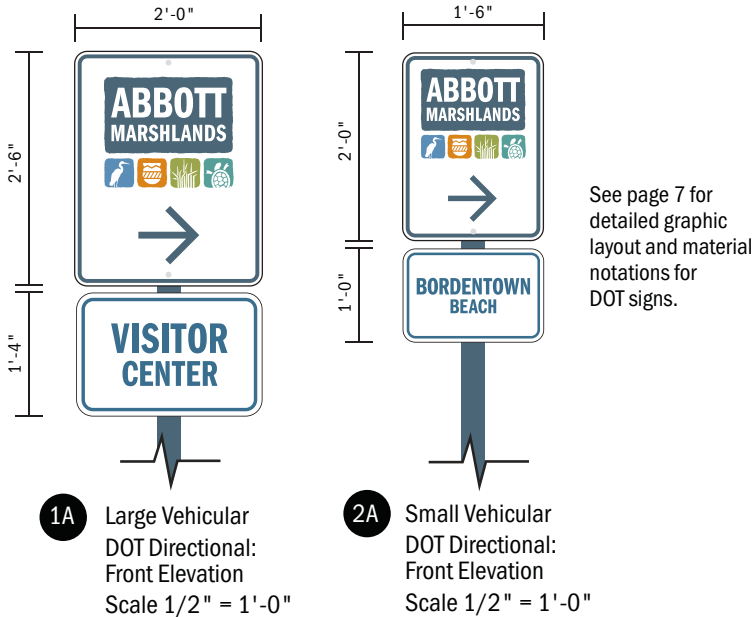 2'-0"
2'-6"
ABBOTT
MARSHLANDS
1'-4"
VISITOR
CENTER
1A
Large Vehicular
DOT Directional:
Front Elevation
Scale 1/2" = 1'-0"
1'-6"
2'-0"
ABBOTT
MARSHLANDS
1'-0"
BORDENTOWN
BEACH
2A
Small Vehicular
DOT Directional:
Front Elevation
Scale 1/2" = 1'-0"
See page 7 for
detailed graphic
layout and material
notations for
DOT signs.